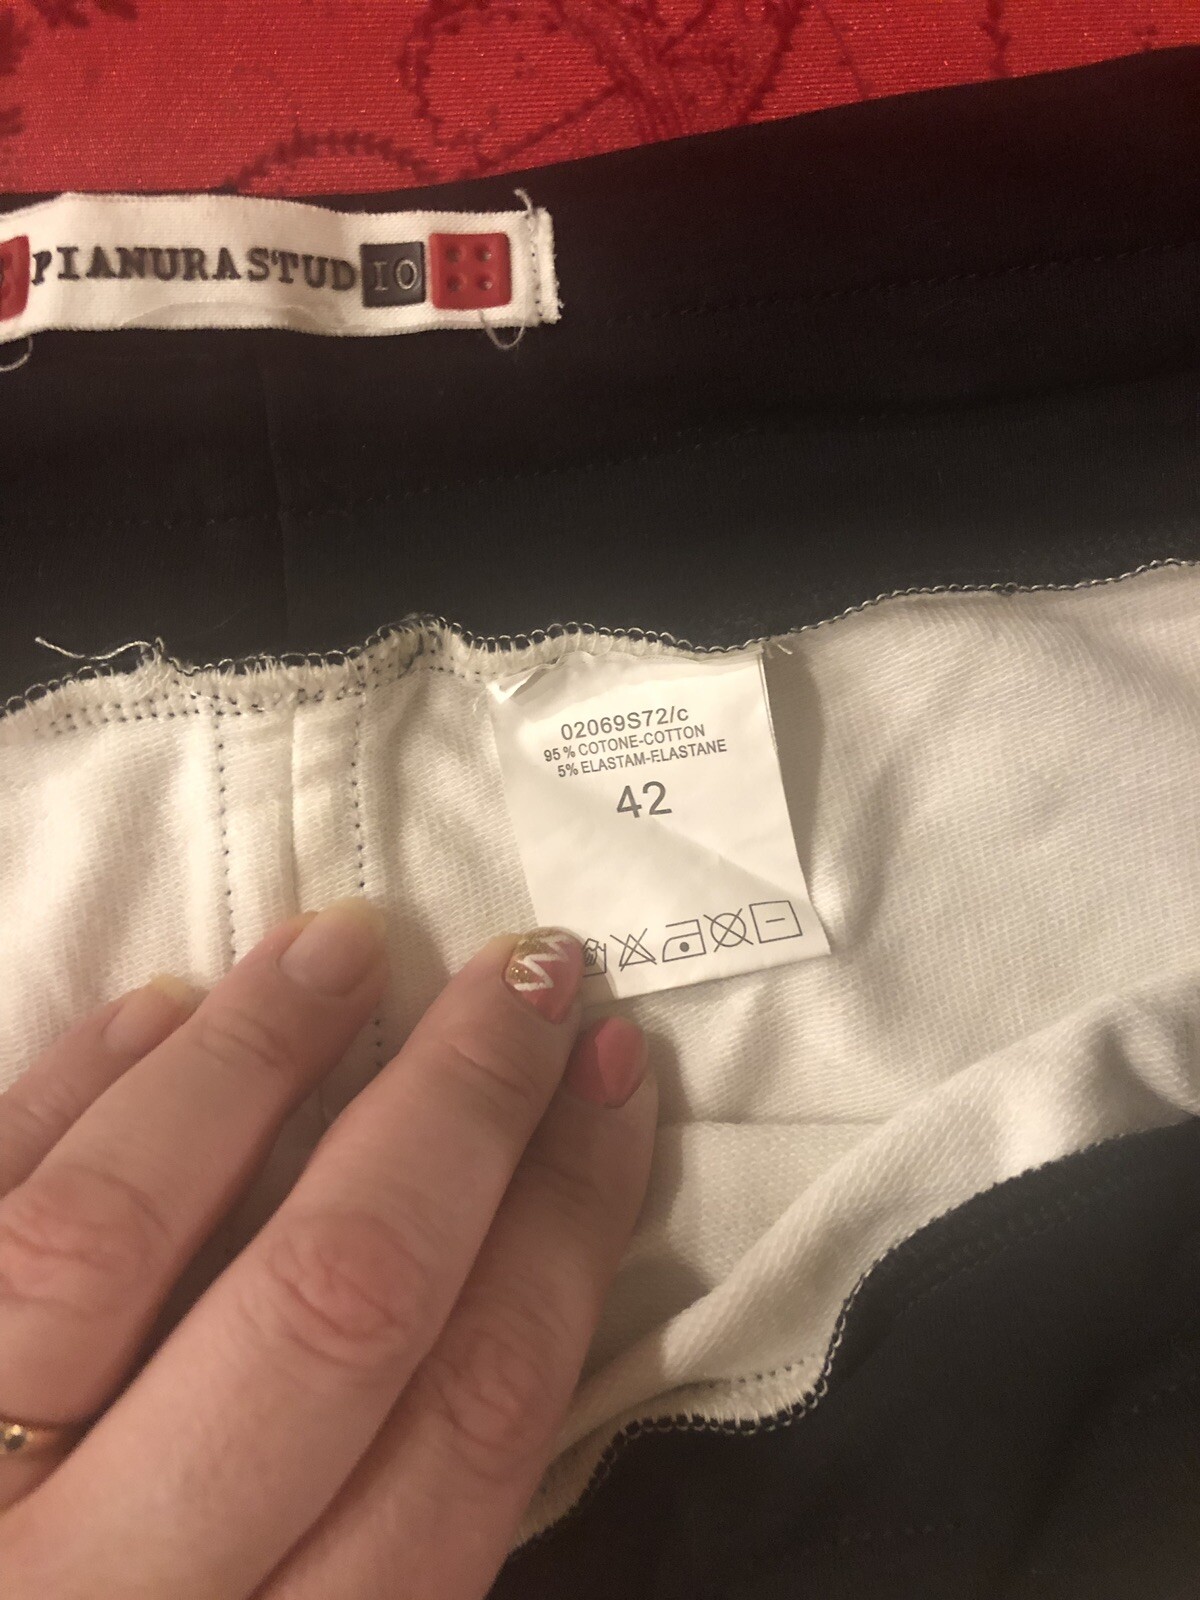 PIANURASTUDIO
02069S72/c
95% COTONE-COTTON
5% ELASTAM-ELASTANE
42